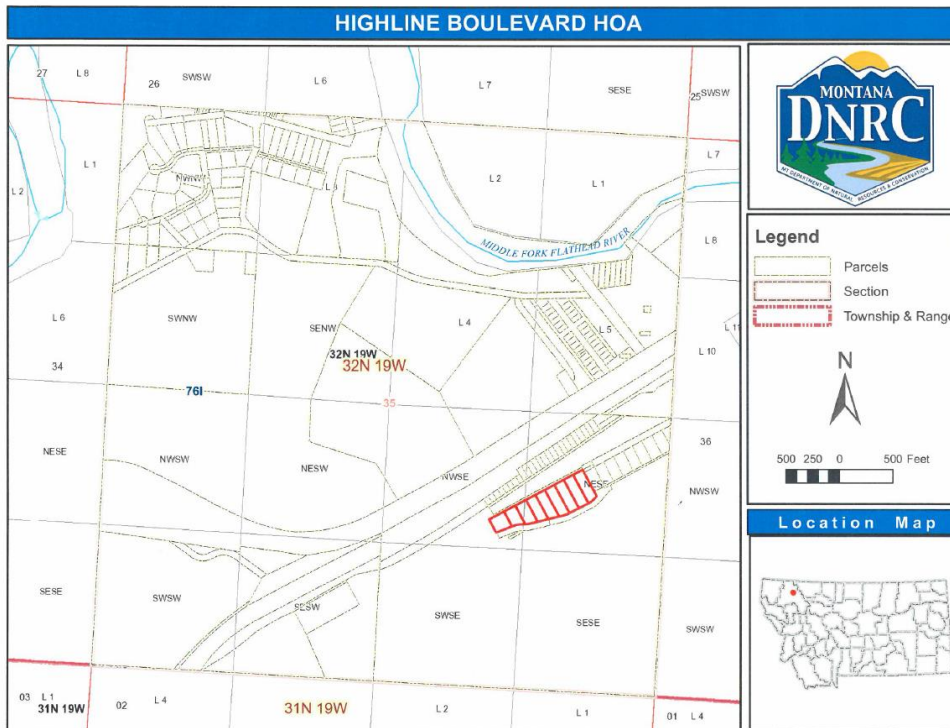 HIGHLINE BOULEVARD HOA
27
L 8
26
SWSW
L 6
L 7
SESE
25
SWSW
L 1
NWNW
L 3
L 2
L 1
L 7
L 2
MIDDLE FORK FLATHEAD RIVER
L 8
L 6
SWNW
SENW
L 4
L 5
L 11
32N 19W
32N 19W
L 10
34
76I
35
36
NESE
NWSW
NESW
NWSE
NESE
NWSW
SESE
SWSW
SESW
SWSE
SESE
SWSW
03
L 1
31N 19W
02
L 4
31N 19W
L 2
L 1
01
L 4
MONTANA
DNRC
MT DEPARTMENT OF NATURAL RESOURCES & CONSERVATION
Legend
Parcels
Section
Township & Range
N
500 250 0 500 Feet
Location Map